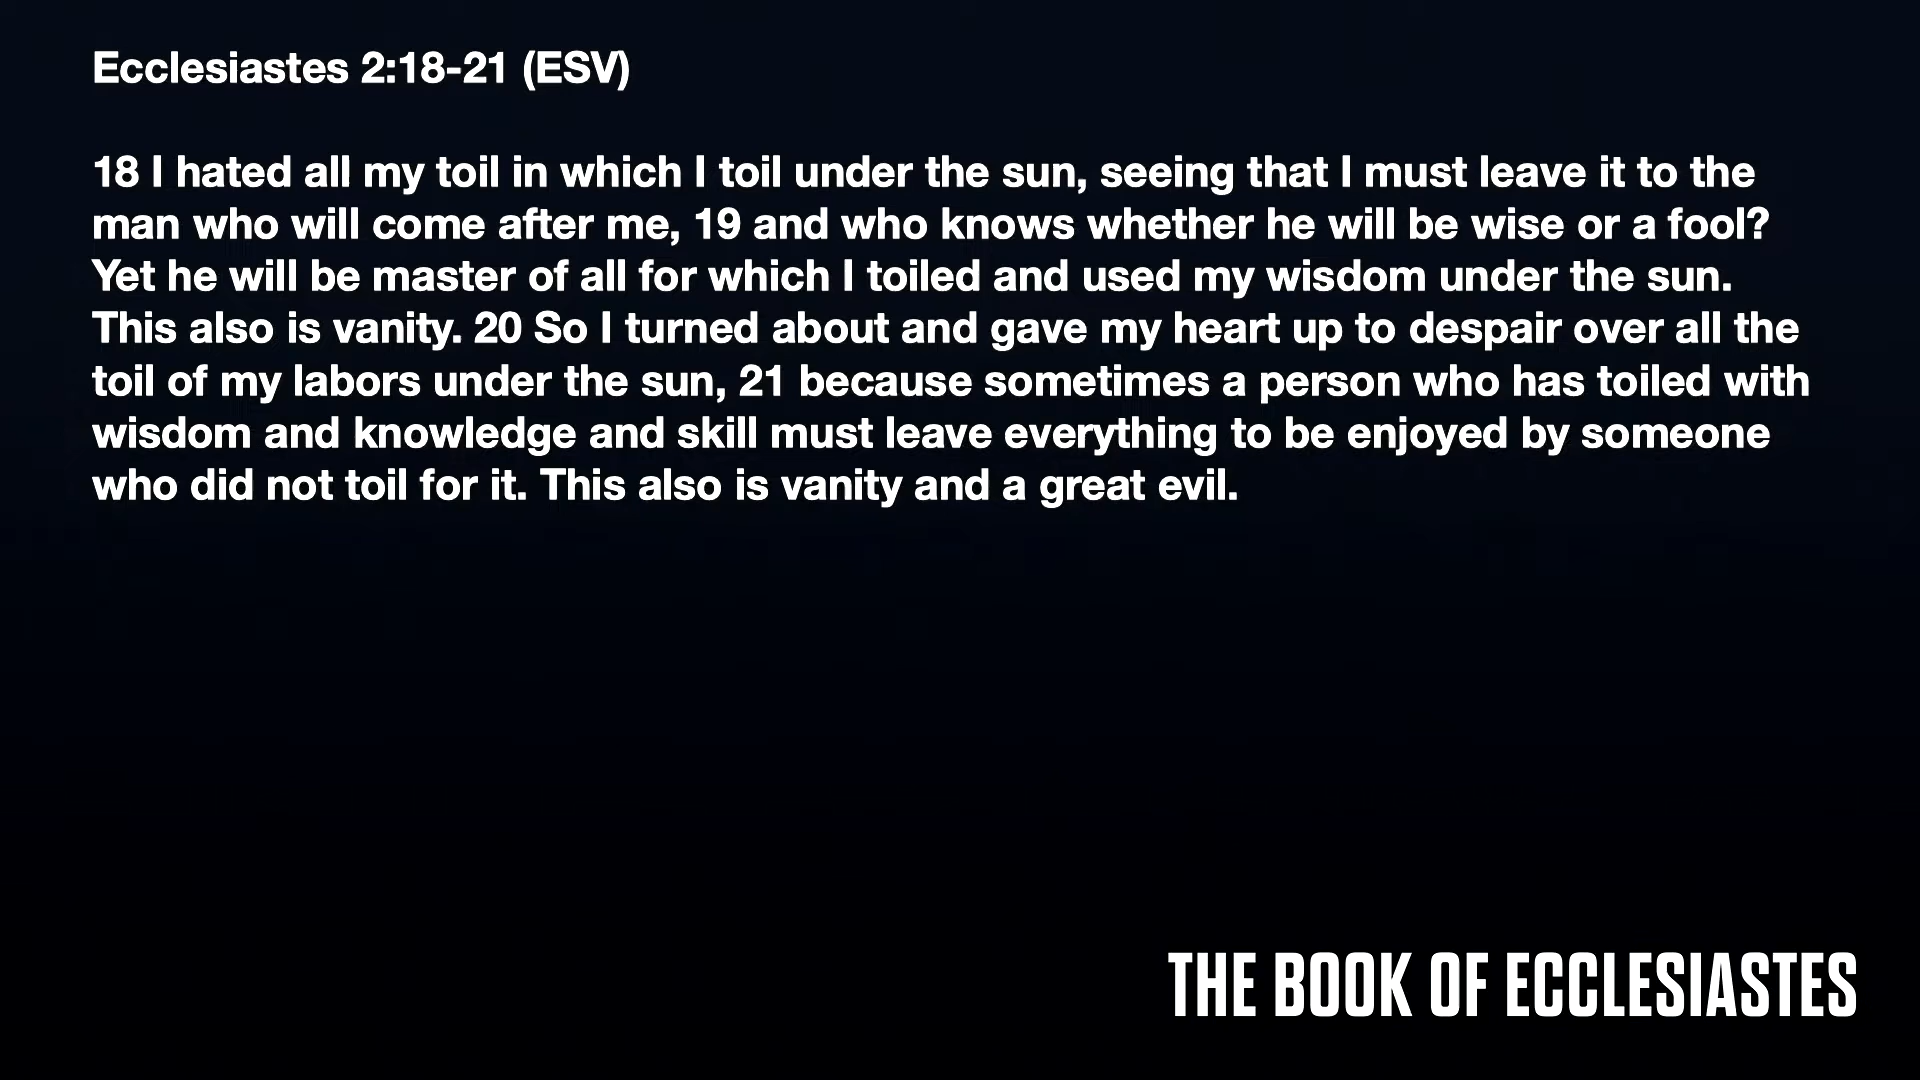 Ecclesiastes 2:18-21 (ESV)
18 I hated all my toil in which I toil under the sun, seeing that I must leave it to the
man who will come after me, 19 and who knows whether he will be wise or a fool?
Yet he will be master of all for which I toiled and used my wisdom under the sun.
This also is vanity. 20 So I turned about and gave my heart up to despair over all the
toil of my labors under the sun, 21 because sometimes a person who has toiled with
wisdom and knowledge and skill must leave everything to be enjoyed by someone
who did not toil for it. This also is vanity and a great evil.
THE BOOK OF ECCLESIASTES